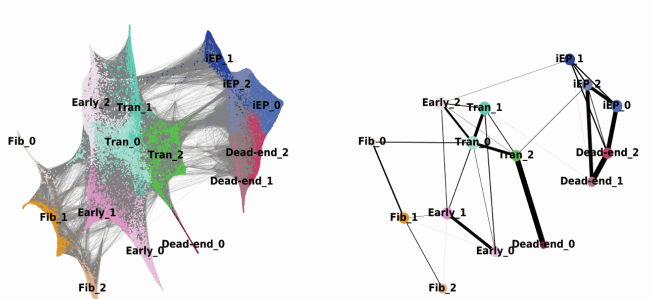 iEP_1
iEP_2
Early_2
Tran_1
iEP_0
Fib_0
Tran_0
Tran_2
Dead-end_2
Dead-end_1
Fib_1
Early_1
Early_0
Dead-end_0
Fib_2
iEP_1
iEP_2
Early_2
Tran_1
iEP_0
Fib_0
Tran_0
Tran_2
Dead-end_2
Dead-end_1
Fib_1
Early_1
Early_0
Dead-end_0
Fib_2